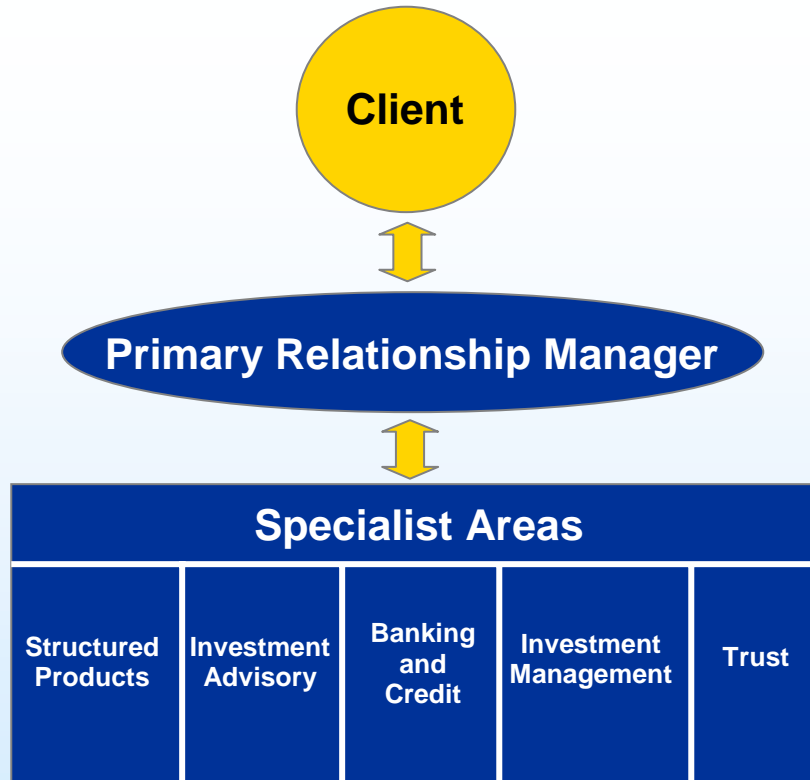 Client
Primary Relationship Manager
Specialist Areas
Structured
Products
Investment
Advisory
Banking
and
Credit
Investment
Management
Trust